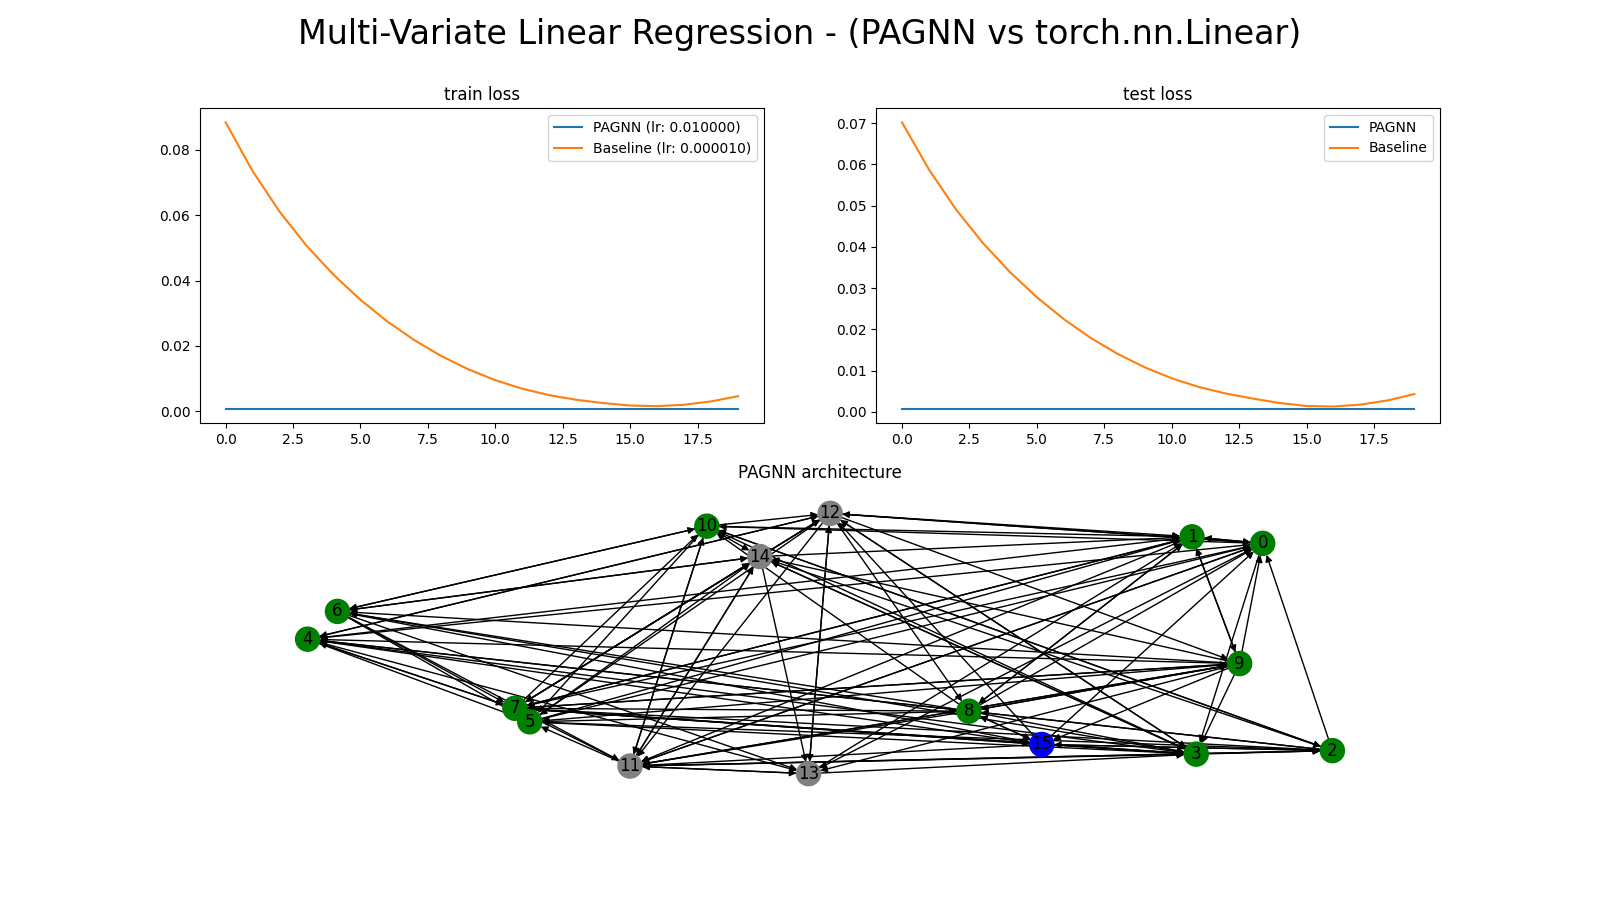 Multi-Variate Linear Regression - (PAGNN vs torch.nn.Linear)
train loss
PAGNN (lr: 0.010000)
Baseline (lr: 0.000010)
0.08
0.06
0.04
0.02
0.00
0.0 2.5 5.0 7.5 10.0 12.5 15.0 17.5
test loss
PAGNN
Baseline
0.07
0.06
0.05
0.04
0.03
0.02
0.01
0.00
0.0 2.5 5.0 7.5 10.0 12.5 15.0 17.5
PAGNN architecture
12
10
1
0
14
6
4
9
7
8
5
15
3
2
11
13